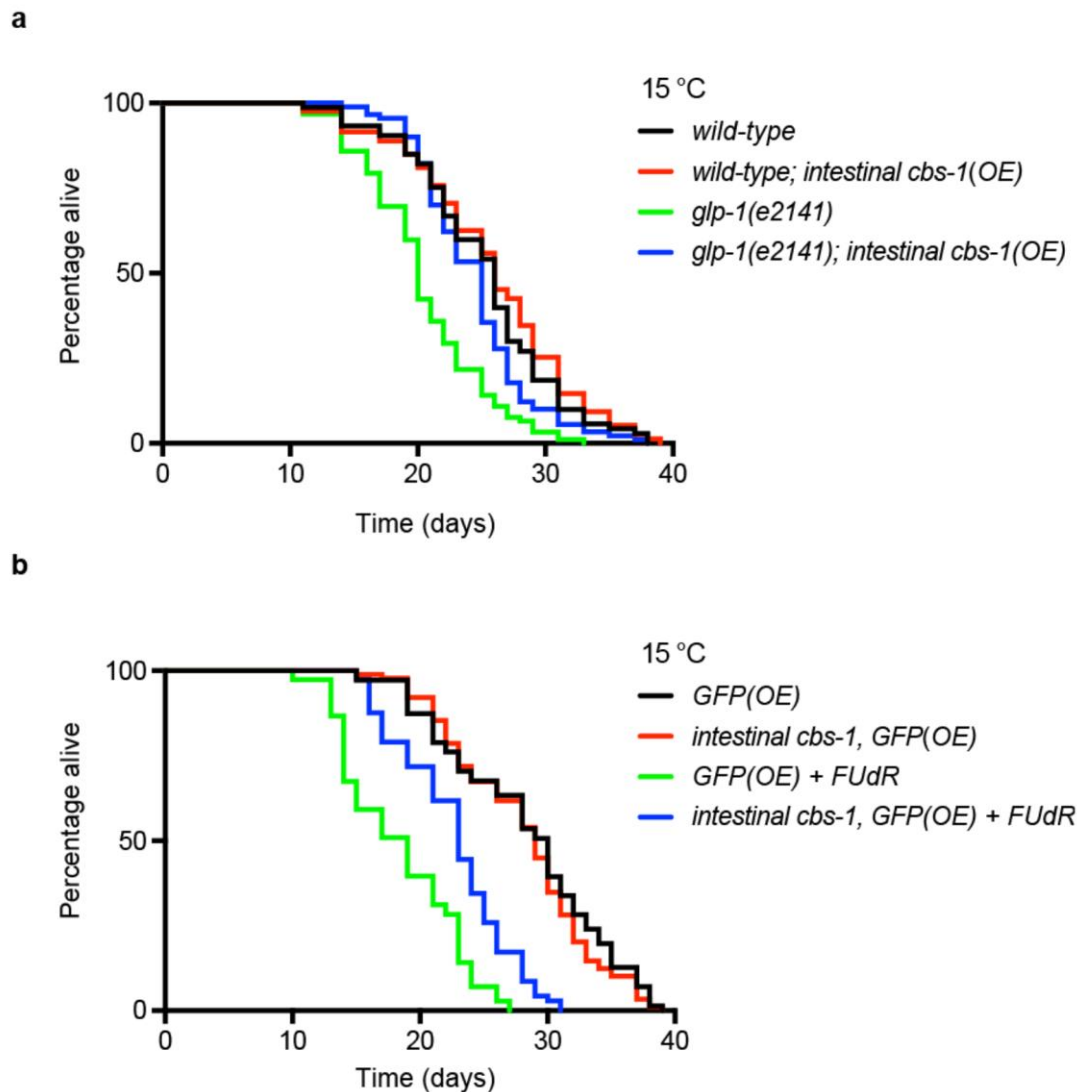 a
15 °C
wild-type
wild-type; intestinal cbs-1(OE)
glp-1(e2141)
glp-1(e2141); intestinal cbs-1(OE)
Percentage alive
100
50
0
0 10 20 30 40
Time (days)
b
15 °C
GFP(OE)
intestinal cbs-1, GFP(OE)
GFP(OE) + FUdR
intestinal cbs-1, GFP(OE) + FUdR
Percentage alive
100
50
0
0 10 20 30 40
Time (days)